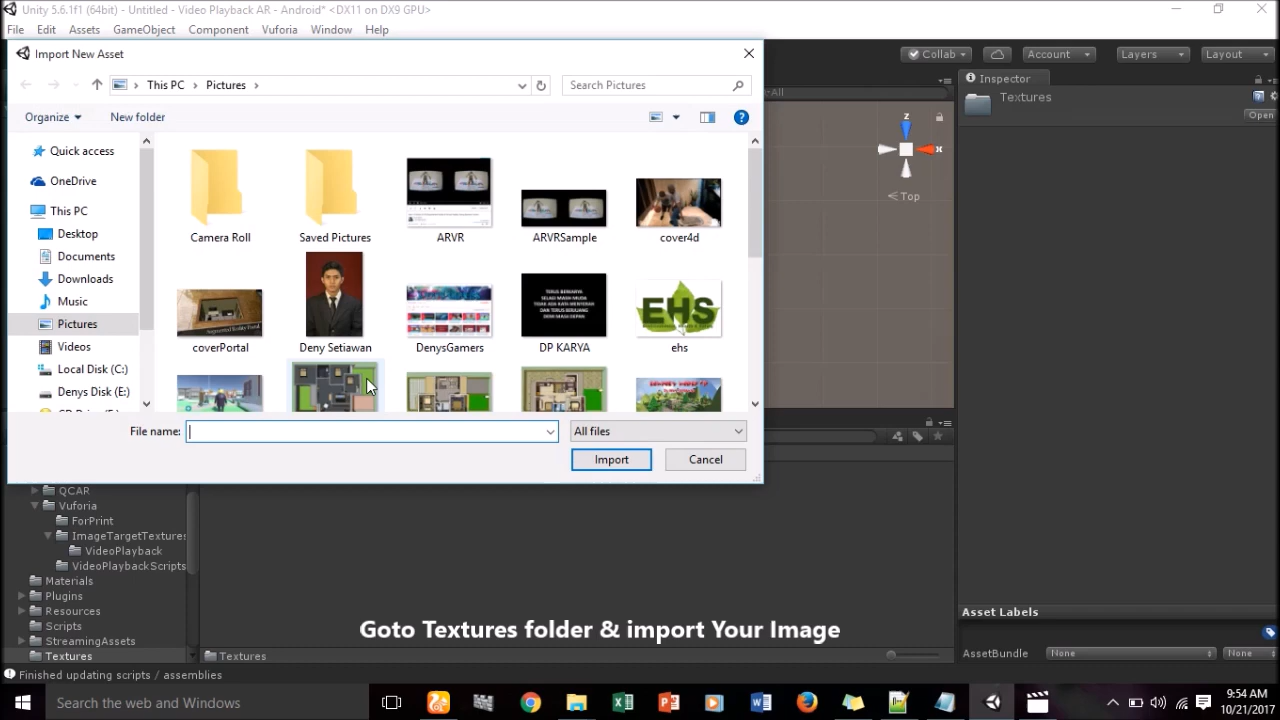 Unity 5.6.1f1 (64bit) - Untitled - Video Playback AR - Android* <DX11 on DX9 GPU>
File Edit Assets GameObject Component Vuforia Window Help
Import New Asset
Collab Account Layers Layout
This PC Pictures Search Pictures
Inspector
Textures
Open
Organize New folder
Quick access
OneDrive
This PC
Desktop
Documents
Downloads
Music
Pictures
Videos
Local Disk (C:)
Denys Disk (E:)
Camera Roll Saved Pictures ARVR ARVRSample cover4d
coverPortal Deny Setiawan DenysGamers DP KARYA ehs
EHS
z
x
Top
All
File name: All files
Import Cancel
QCAR
Vuforia
ForPrint
ImageTargetTextures
VideoPlayback
VideoPlaybackScripts
Materials
Plugins
Resources
Scripts
StreamingAssets
Textures
Textures
Goto Textures folder & import Your Image
Asset Labels
AssetBundle None None
Finished updating scripts / assemblies
Search the web and Windows
9:54 AM
10/21/2017